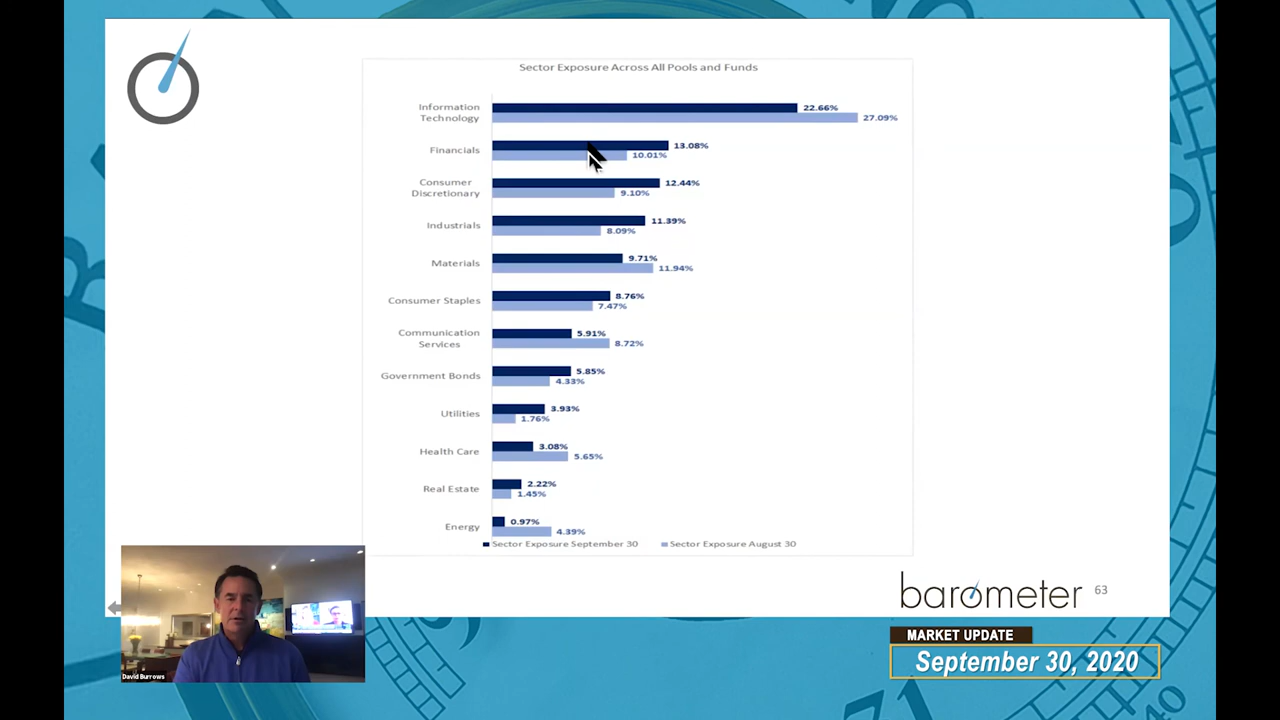 Sector Exposure Across All Pools and Funds
Information
Technology
22.66%
27.09%
Financials
13.08%
10.01%
Consumer
Discretionary
12.44%
9.10%
Industrials
11.39%
8.09%
Materials
9.71%
11.94%
Consumer Staples
8.76%
7.47%
Communication
Services
5.91%
8.72%
Government Bonds
5.85%
4.33%
Utilities
3.93%
1.76%
Health Care
3.08%
5.65%
Real Estate
2.22%
1.45%
Energy
0.97%
4.39%
Sector Exposure September 30
Sector Exposure August 30
barometer
63
MARKET UPDATE
September 30, 2020
David Burrows
40